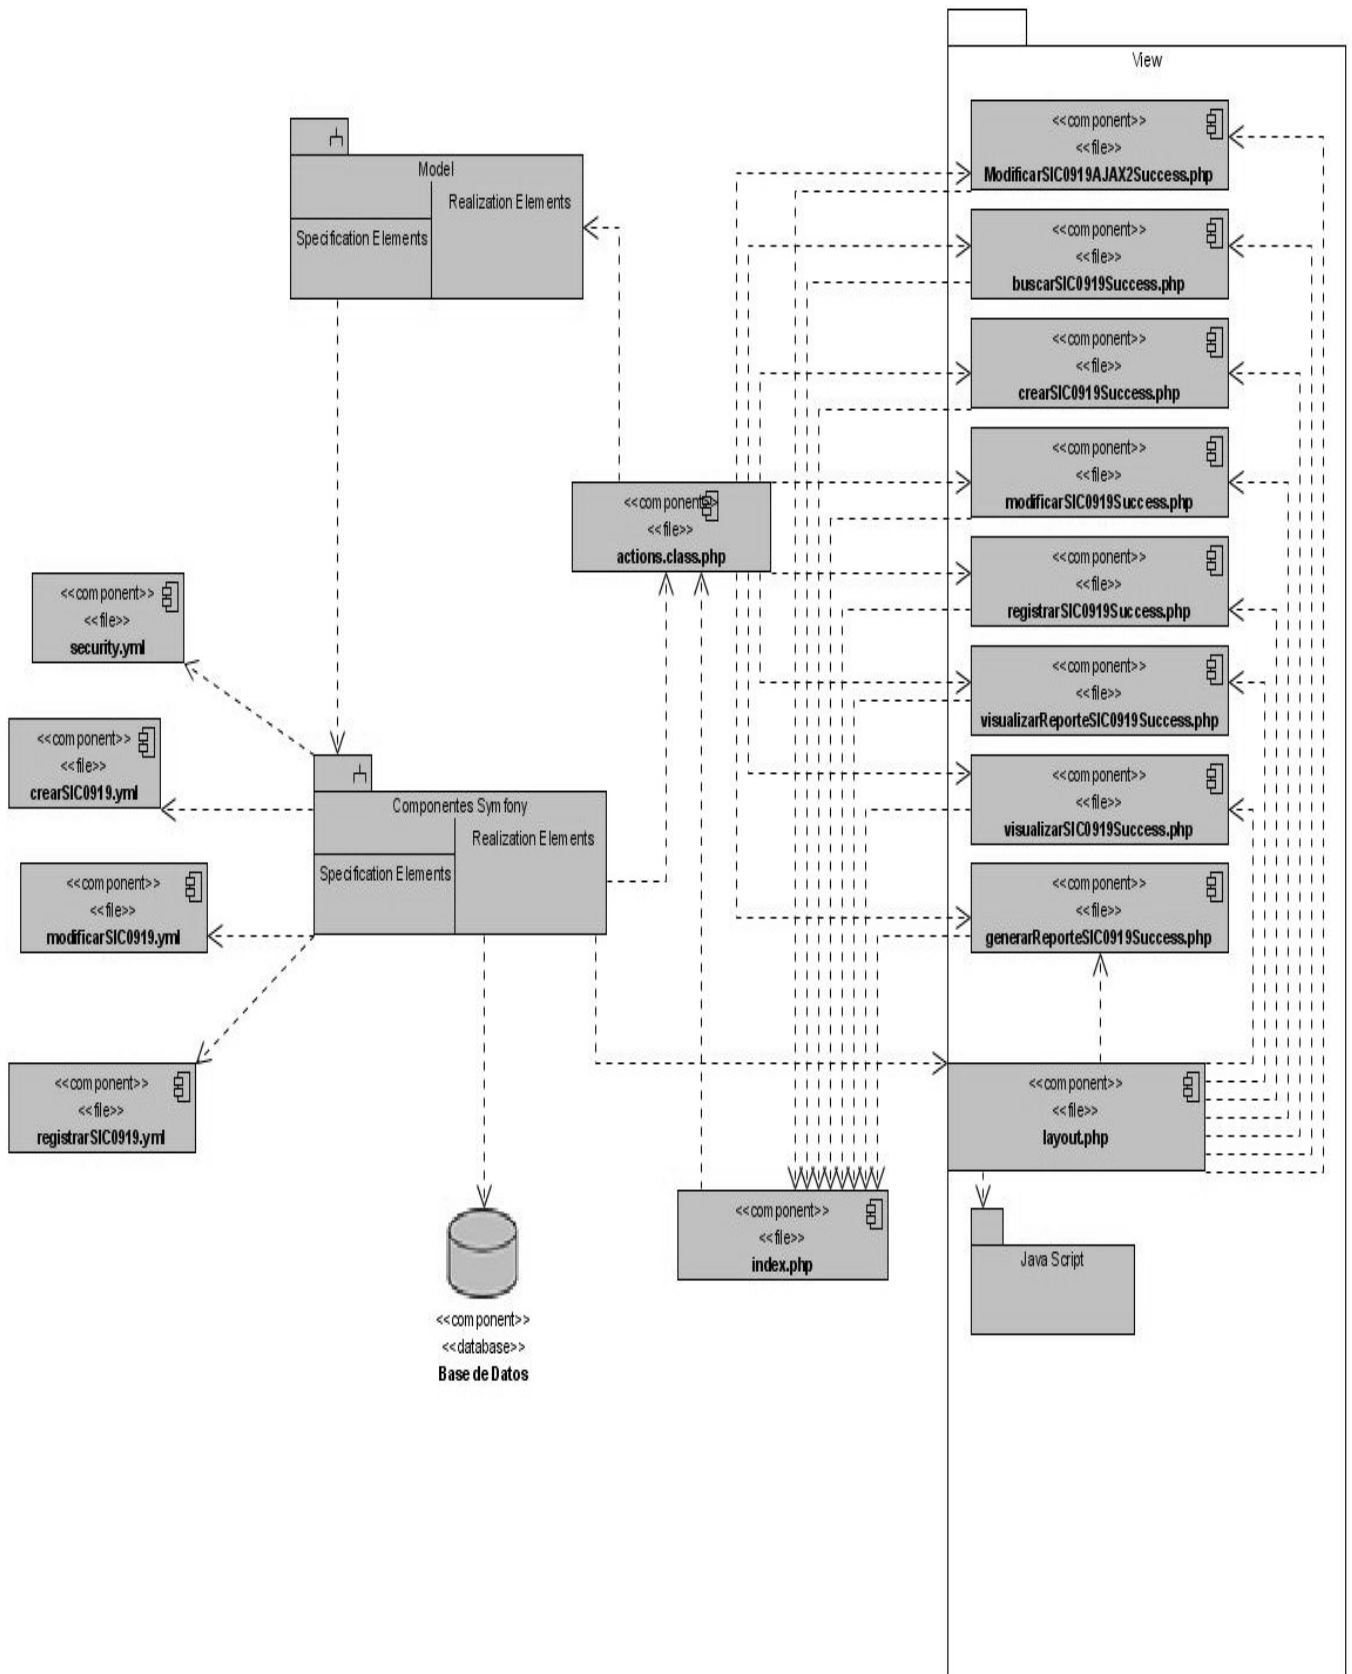 View
<<component>>
<<file>>
ModificarSIC0919AJAX2Success.php
<<component>>
<<file>>
buscarSIC0919Success.php
<<component>>
<<file>>
crearSIC0919Success.php
<<component>>
<<file>>
modificarSIC0919Success.php
<<component>>
<<file>>
registrarSIC0919Success.php
<<component>>
<<file>>
visualizarReporteSIC0919Success.php
<<component>>
<<file>>
visualizarSIC0919Success.php
<<component>>
<<file>>
generarReporteSIC0919Success.php
<<component>>
<<file>>
layout.php
Java Script
Model
Realization Elements
Specification Elements
<<component>>
<<file>>
actions.class.php
<<component>>
<<file>>
security.yml
<<component>>
<<file>>
crearSIC0919.yml
<<component>>
<<file>>
modificarSIC0919.yml
<<component>>
<<file>>
registrarSIC0919.yml
Componentes Symfony
Realization Elements
Specification Elements
<<component>>
<<file>>
index.php
<<component>>
<<database>>
Base de Datos